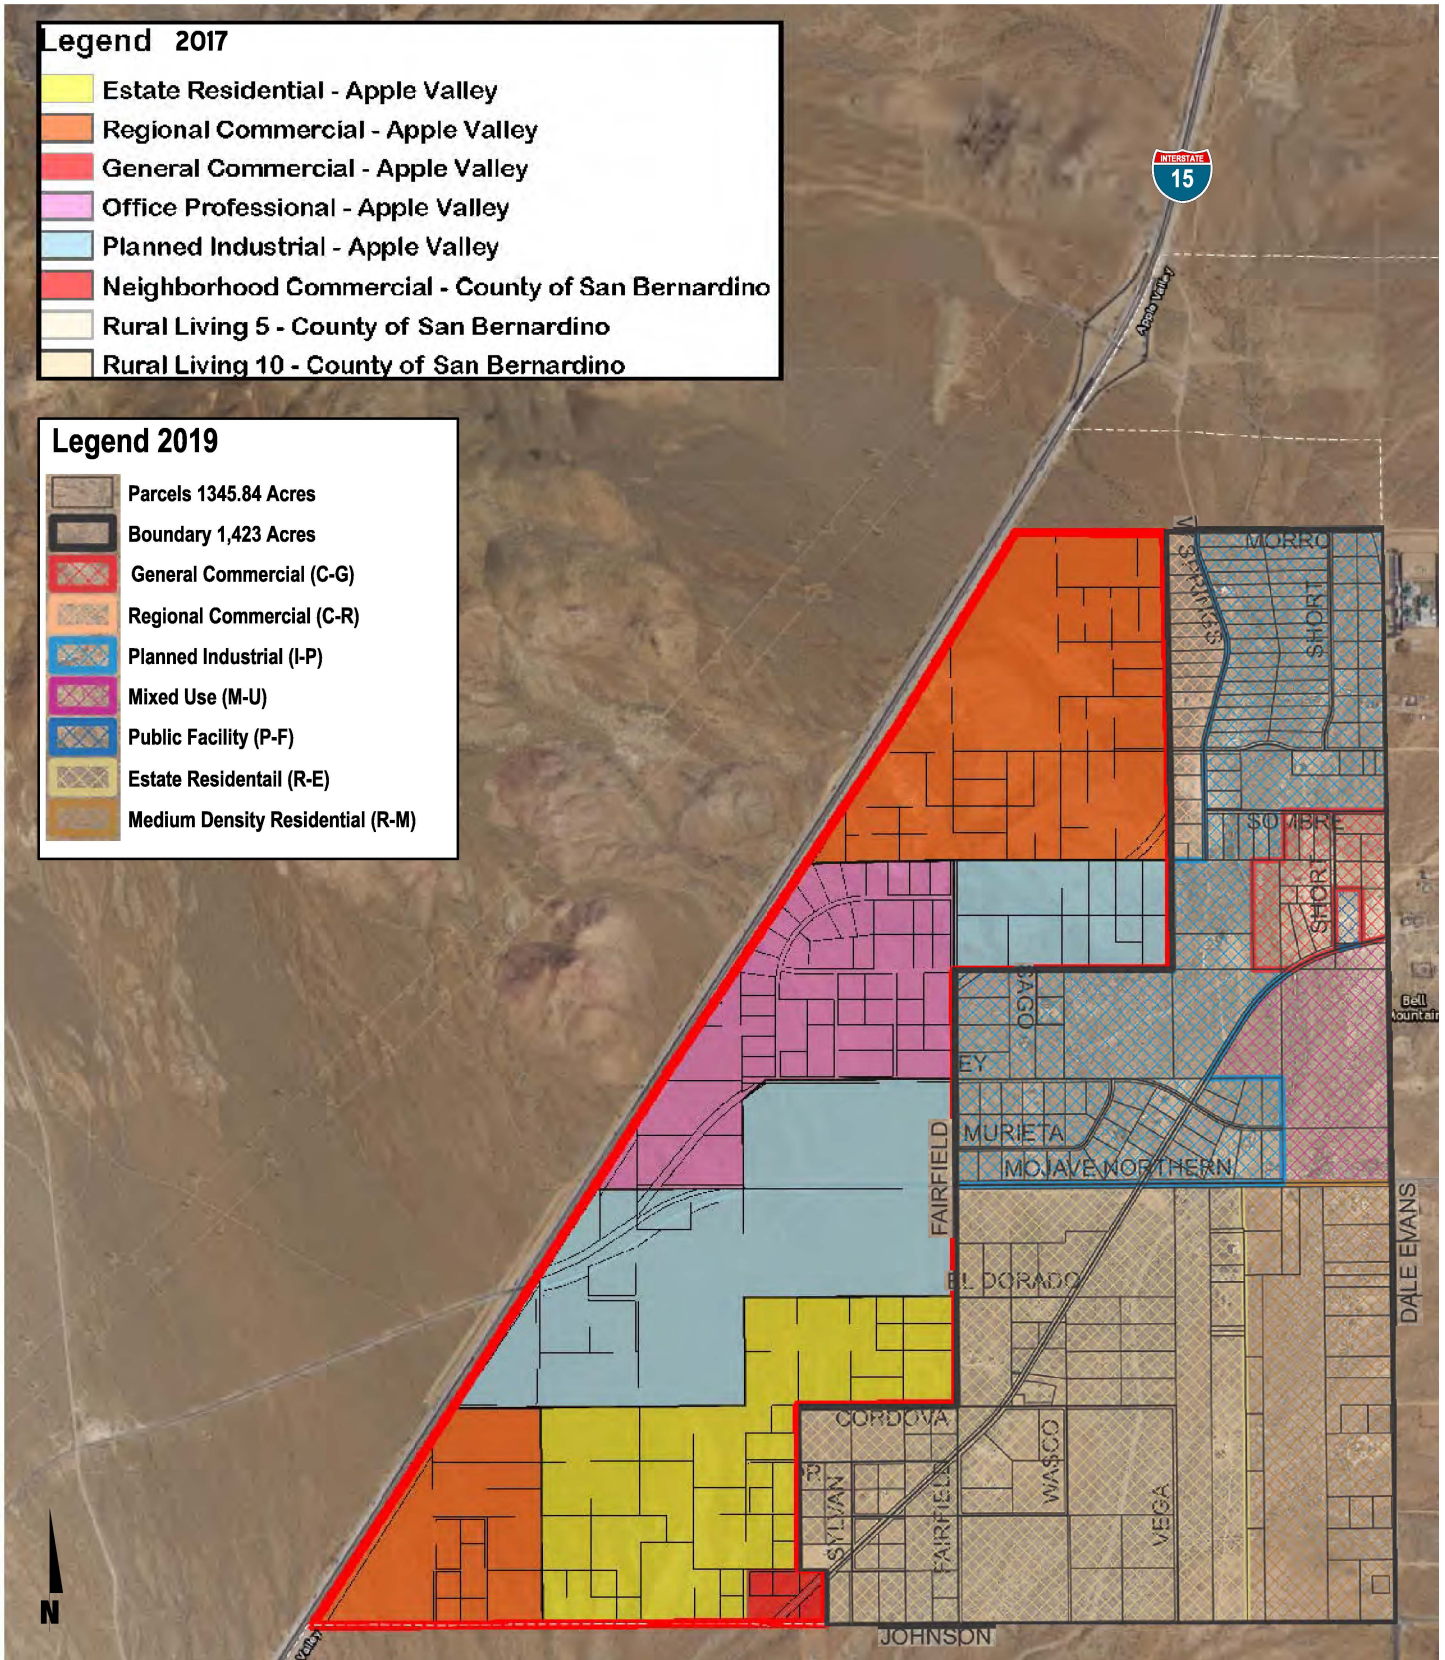 Legend 2017
Estate Residential - Apple Valley
Regional Commercial - Apple Valley
General Commercial - Apple Valley
Office Professional - Apple Valley
Planned Industrial - Apple Valley
Neighborhood Commercial - County of San Bernardino
Rural Living 5 - County of San Bernardino
Rural Living 10 - County of San Bernardino
INTERSTATE
15
Apple Valley
Legend 2019
Parcels 1345.84 Acres
Boundary 1,423 Acres
General Commercial (C-G)
Regional Commercial (C-R)
Planned Industrial (I-P)
Mixed Use (M-U)
Public Facility (P-F)
Estate Residentail (R-E)
Medium Density Residential (R-M)
MORRO
SPRINGS
SHORT
SOMBRE
SHORT
SAGO
Bell
EY
MURIETA
MOJAVE NORTHERN
FAIRFIELD
DALE EVANS
EL DORADO
CORDOVA
SYLVAN
FAIRFIELD
WASCO
VEGA
N
Valley
JOHNSON